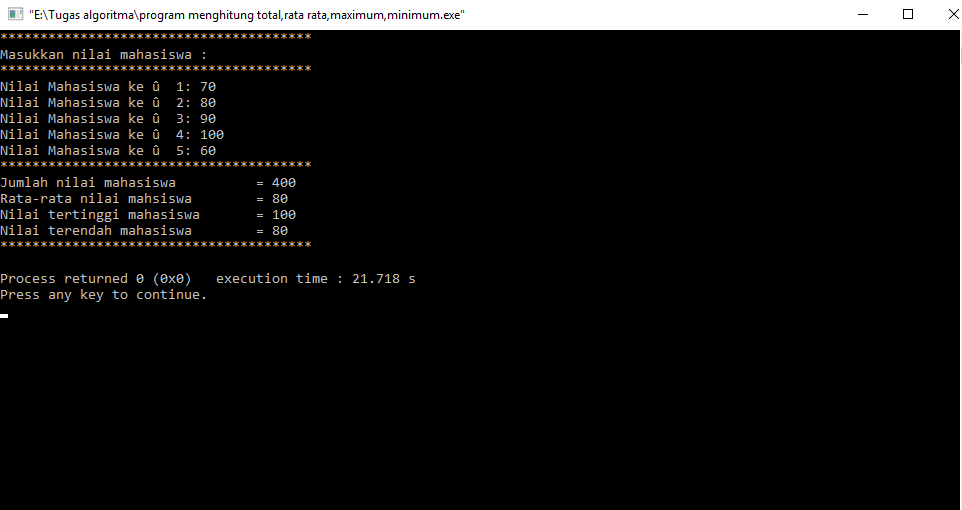 "E:\Tugas algoritma\program menghitung total,rata rata,maximum,minimum.exe"
***************************************
Masukkan nilai mahasiswa :
***************************************
Nilai Mahasiswa ke û  1: 70
Nilai Mahasiswa ke û  2: 80
Nilai Mahasiswa ke û  3: 90
Nilai Mahasiswa ke û  4: 100
Nilai Mahasiswa ke û  5: 60
***************************************
Jumlah nilai mahasiswa          = 400
Rata-rata nilai mahsiswa        = 80
Nilai tertinggi mahasiswa       = 100
Nilai terendah mahasiswa        = 80
***************************************
Process returned 0 (0x0)   execution time : 21.718 s
Press any key to continue.